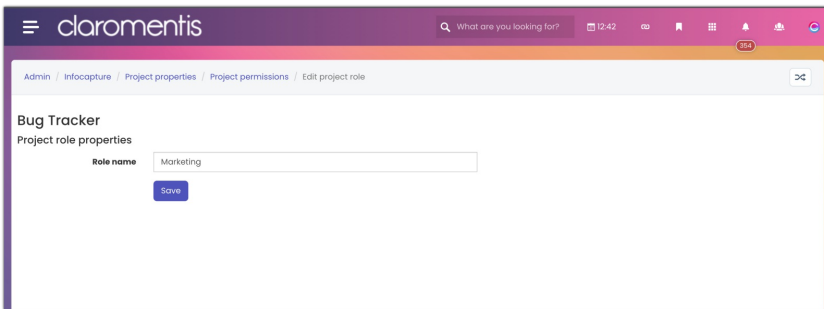 claromentis
What are you looking for?
12:42
354
Admin / Infocapture / Project properties / Project permissions / Edit project role
Bug Tracker
Project role properties
Role name
Marketing
Save